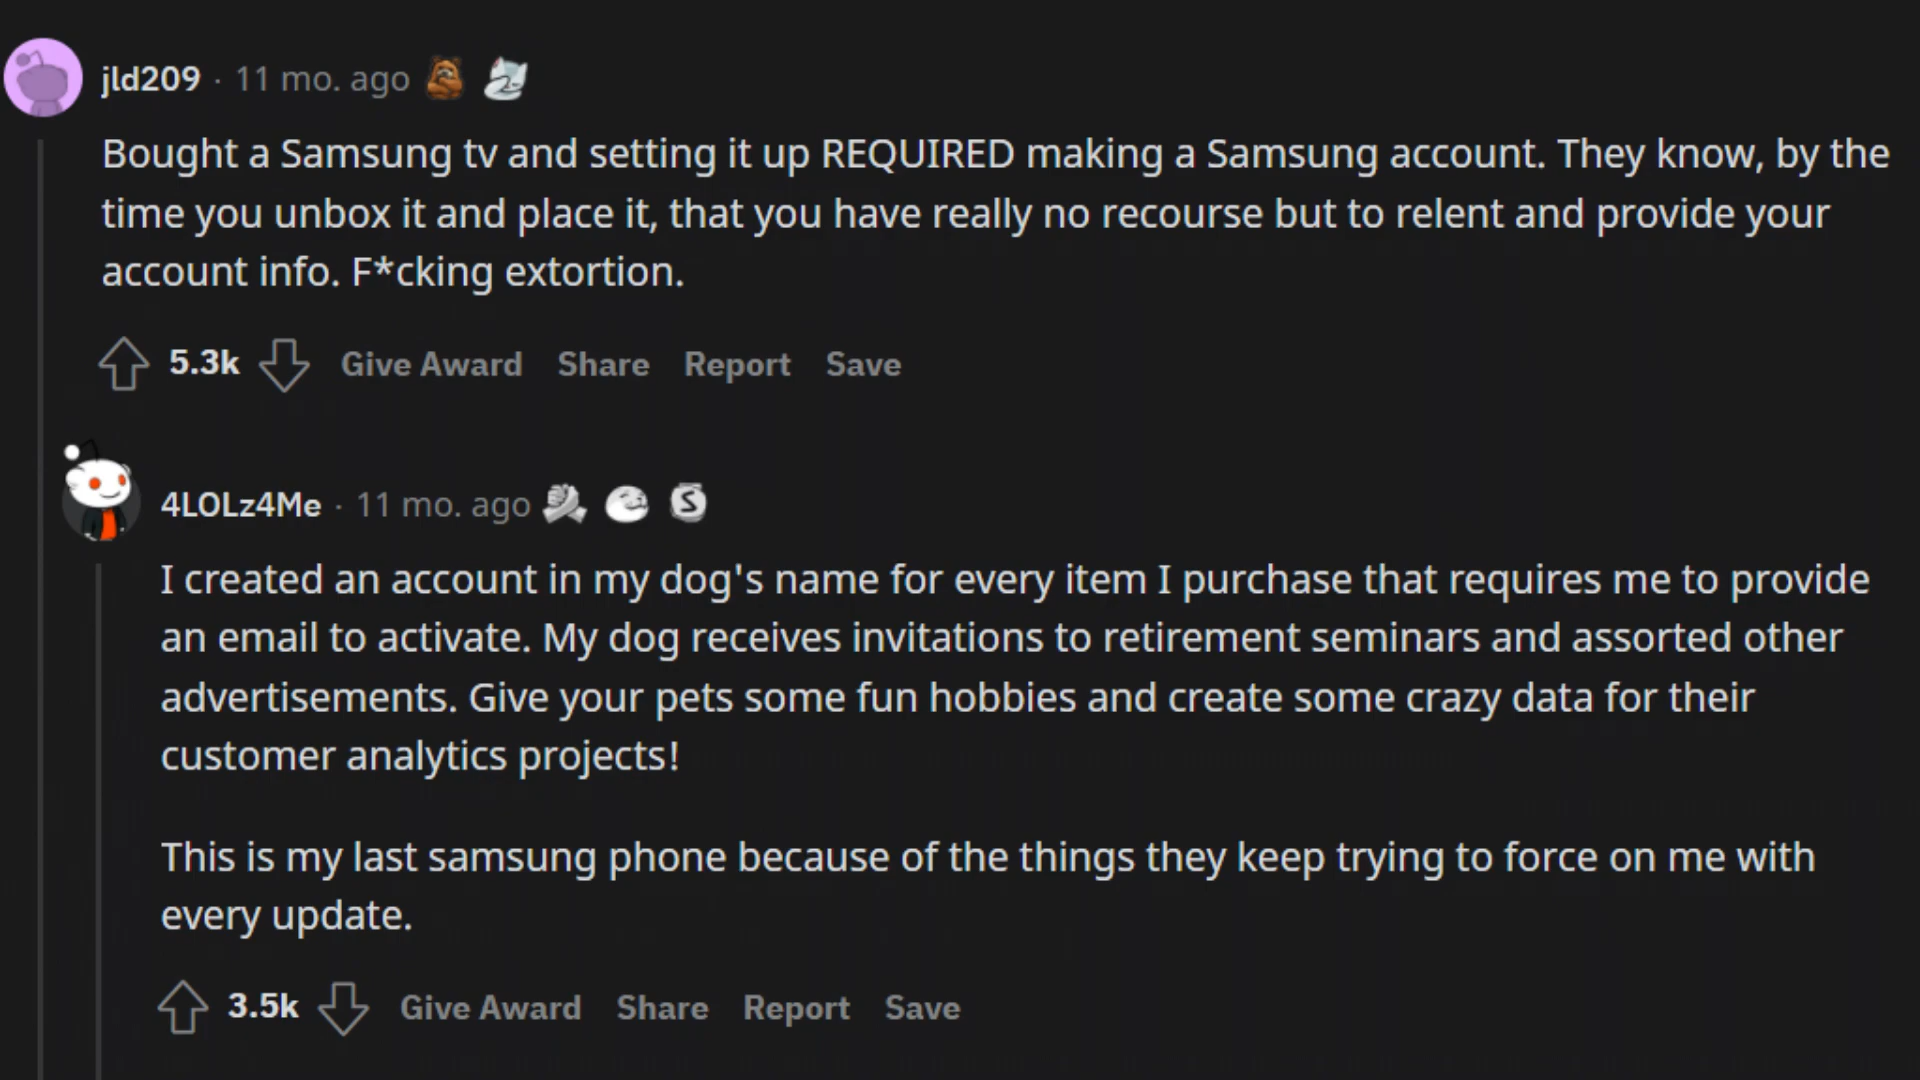 jld209 · 11 mo. ago
Bought a Samsung tv and setting it up REQUIRED making a Samsung account. They know, by the
time you unbox it and place it, that you have really no recourse but to relent and provide your
account info. F*cking extortion.
5.3k Give Award Share Report Save
4LOLz4Me · 11 mo. ago
I created an account in my dog's name for every item I purchase that requires me to provide
an email to activate. My dog receives invitations to retirement seminars and assorted other
advertisements. Give your pets some fun hobbies and create some crazy data for their
customer analytics projects!
This is my last samsung phone because of the things they keep trying to force on me with
every update.
3.5k Give Award Share Report Save